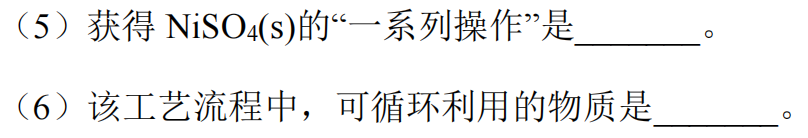 （5）获得 NiSO₄(s)的“一系列操作”是_______。
（6）该工艺流程中，可循环利用的物质是_______。